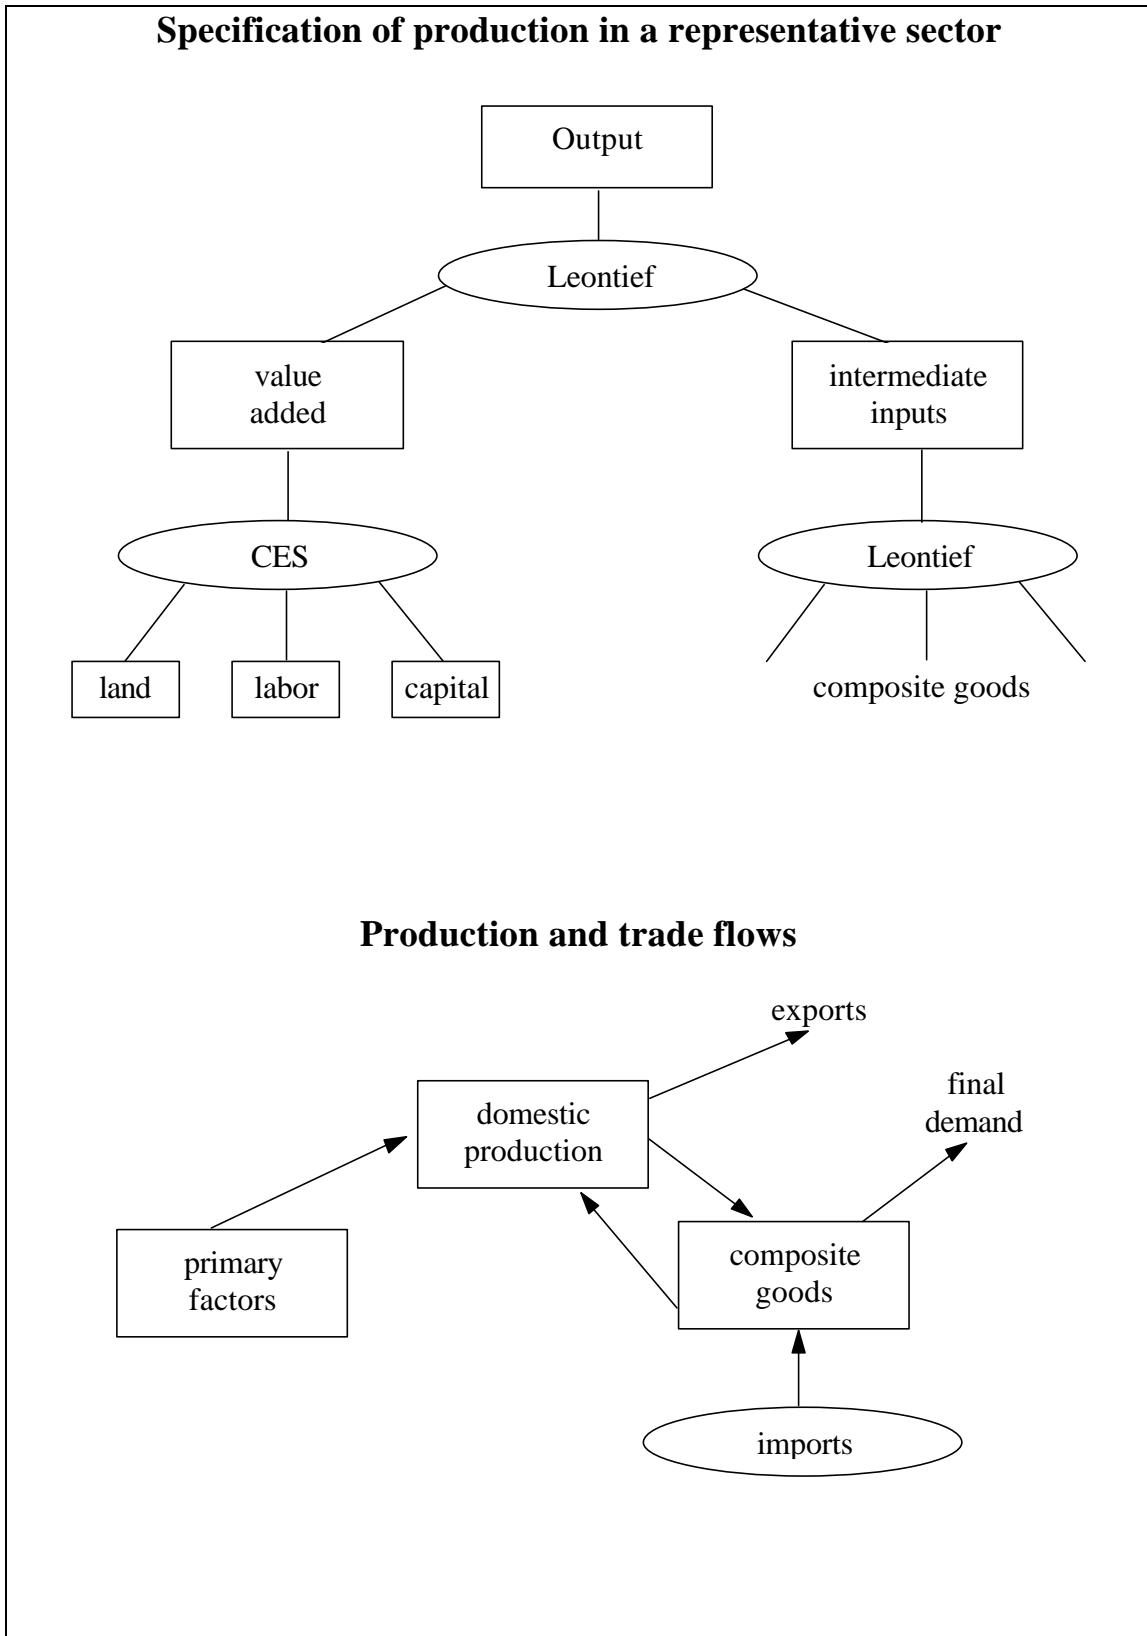 Specification of production in a representative sector
Output
Leontief
value
added
intermediate
inputs
CES
Leontief
land
labor
capital
composite goods
Production and trade flows
exports
final
demand
domestic
production
primary
factors
composite
goods
imports